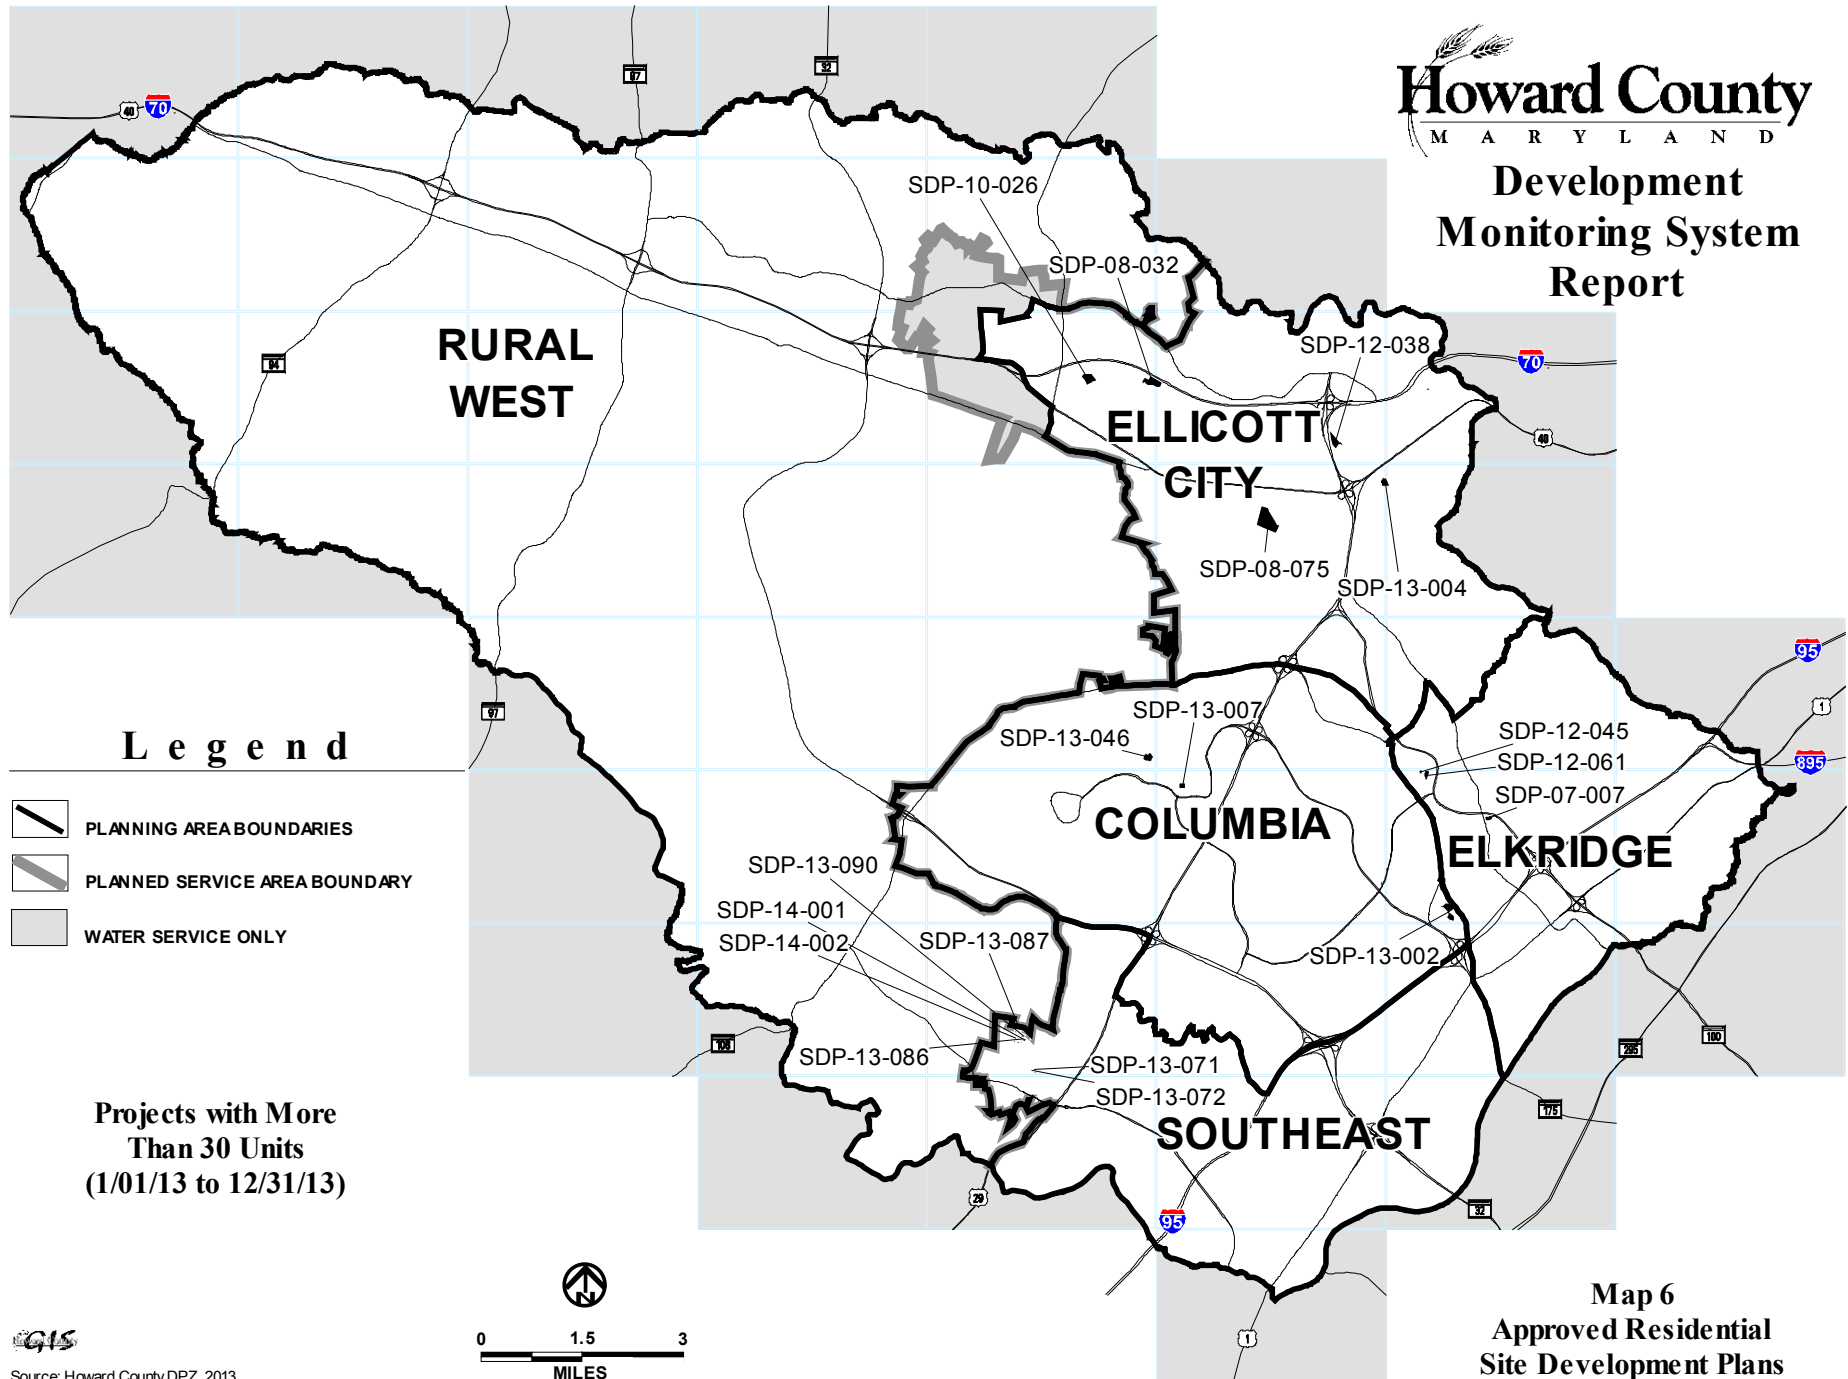 Howard County
MARYLAND
Development
Monitoring System
Report
40
70
97
32
SDP-10-026
SDP-08-032
SDP-12-038
70
40
94
RURAL
WEST
ELLICOTT
CITY
SDP-08-075
SDP-13-004
95
1
895
97
SDP-13-007
SDP-13-046
SDP-12-045
SDP-12-061
SDP-07-007
COLUMBIA
ELKRIDGE
Legend
PLANNING AREA BOUNDARIES
PLANNED SERVICE AREA BOUNDARY
WATER SERVICE ONLY
SDP-13-090
SDP-14-001
SDP-14-002
SDP-13-087
SDP-13-002
SDP-13-086
SDP-13-071
SDP-13-072
108
295
100
175
SOUTHEAST
Projects with More
Than 30 Units
(1/01/13 to 12/31/13)
29
95
32
1
N
0 1.5 3
MILES
GIS
Source: Howard County DPZ, 2013
Map 6
Approved Residential
Site Development Plans